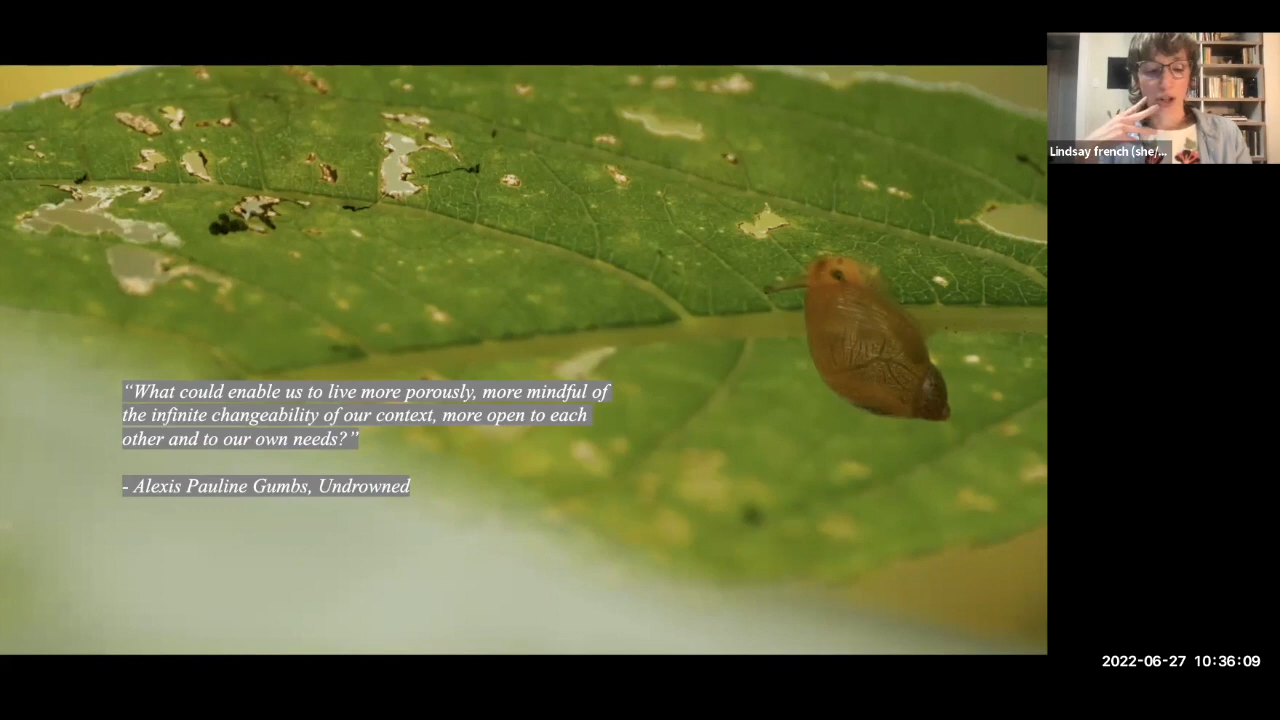 “What could enable us to live more porously, more mindful of
the infinite changeability of our context, more open to each
other and to our own needs?”
- Alexis Pauline Gumbs, Undrowned
Lindsay french (she/...
2022-06-27 10:36:09